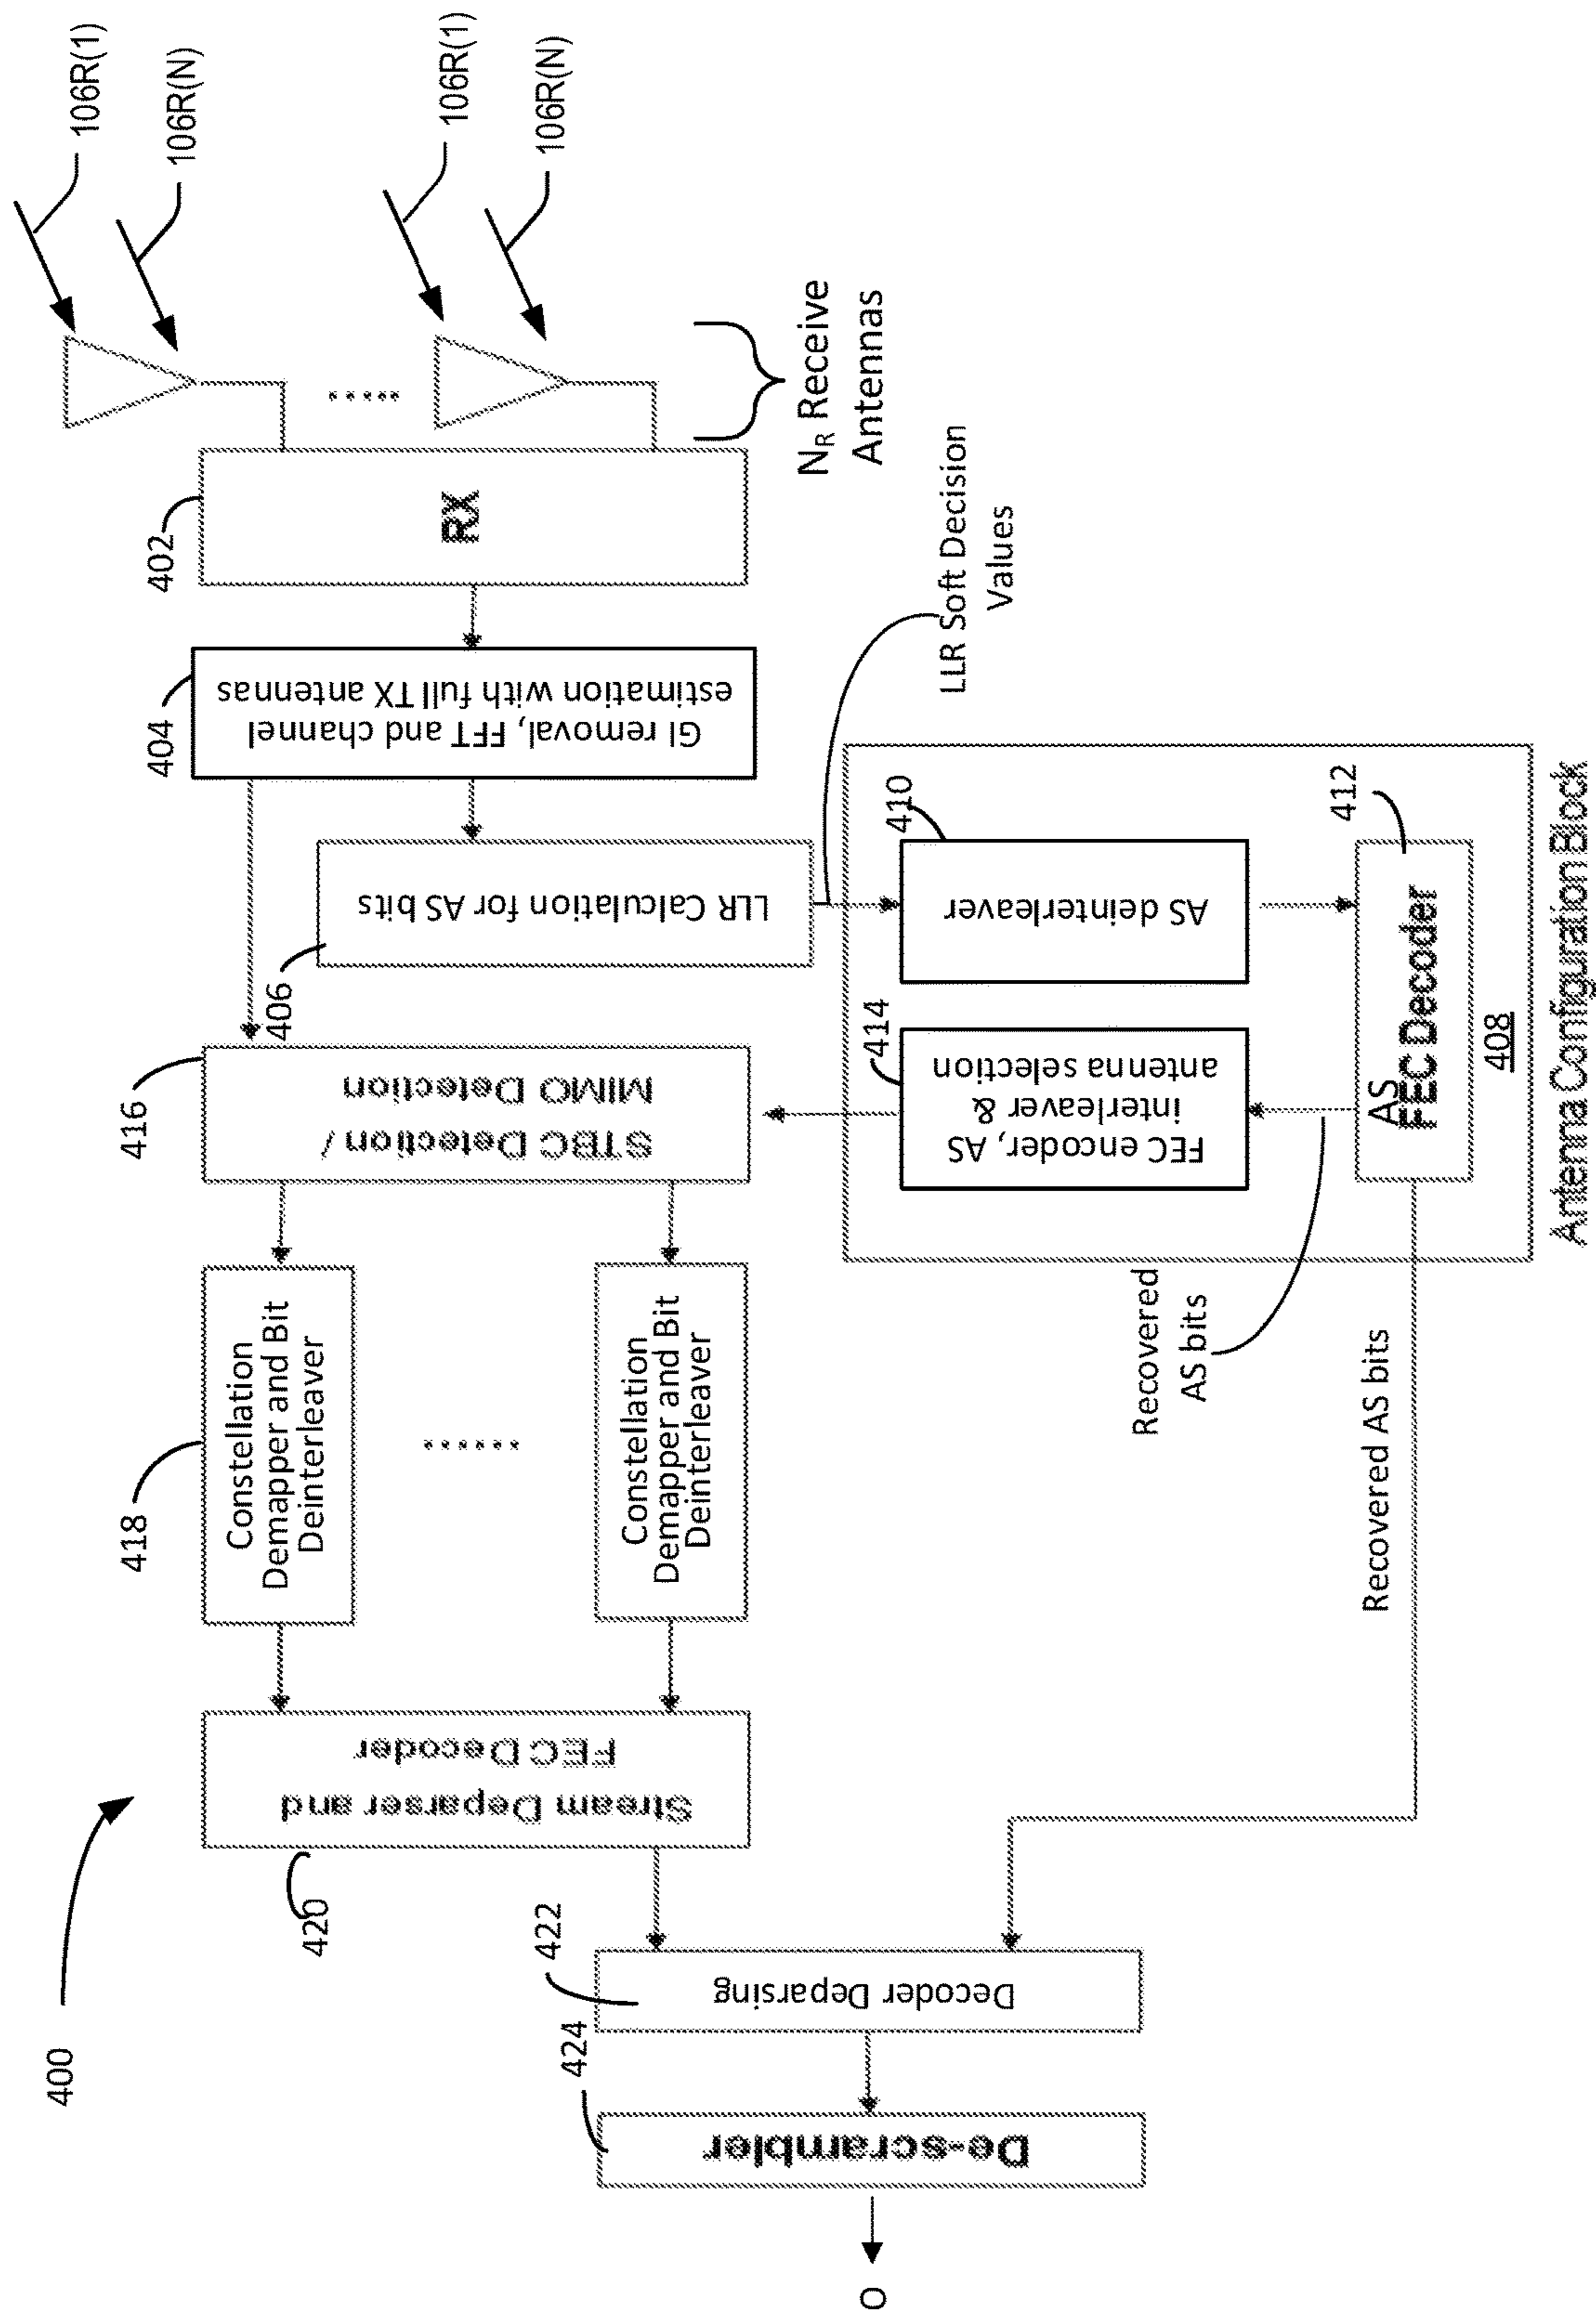 400
106R(1)
106R(N)
106R(1)
106R(N)
N_R Receive
Antennas
402
RX
404
GI removal, FFT and channel
estimation with full TX antennas
406
LLR Calculation for AS bits
LLR Soft Decision
Values
410
AS deinterleaver
412
AS
FEC Decoder
408
Antenna Configuration Block
414
FEC encoder, AS
interleaver &
antenna selection
Recovered
AS bits
Recovered AS bits
416
STBC Detection /
MIMO Detection
418
Constellation
Demapper and Bit
Deinterleaver
Constellation
Demapper and Bit
Deinterleaver
420
Stream Deparser and
FEC Decoder
422
Decoder Deparsing
424
De-scrambler
O